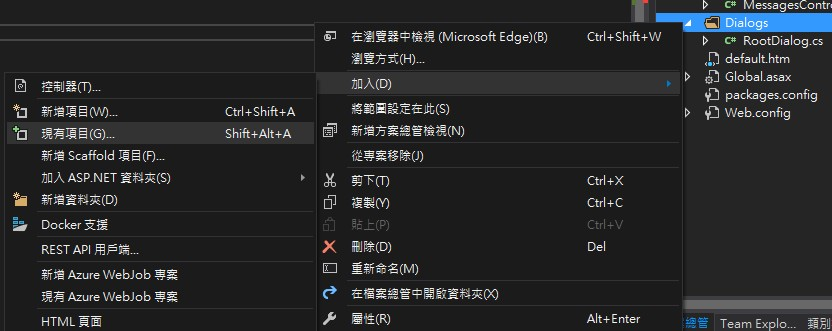 控制器(T)...
新增項目(W)... Ctrl+Shift+A
現有項目(G)... Shift+Alt+A
新增 Scaffold 項目(F)...
加入 ASP.NET 資料夾(S)
新增資料夾(D)
Docker 支援
REST API 用戶端...
新增 Azure WebJob 專案
現有 Azure WebJob 專案
HTML 頁面
在瀏覽器中檢視 (Microsoft Edge)(B) Ctrl+Shift+W
瀏覽方式(H)...
加入(D)
將範圍設定在此(S)
新增方案總管檢視(N)
從專案移除(J)
剪下(T) Ctrl+X
複製(Y) Ctrl+C
貼上(P) Ctrl+V
刪除(D) Del
重新命名(M)
在檔案總管中開啟資料夾(X)
屬性(R) Alt+Enter
C# MessagesContro
Dialogs
C# RootDialog.cs
default.htm
Global.asax
packages.config
Web.config
總管 Team Explo... 類別